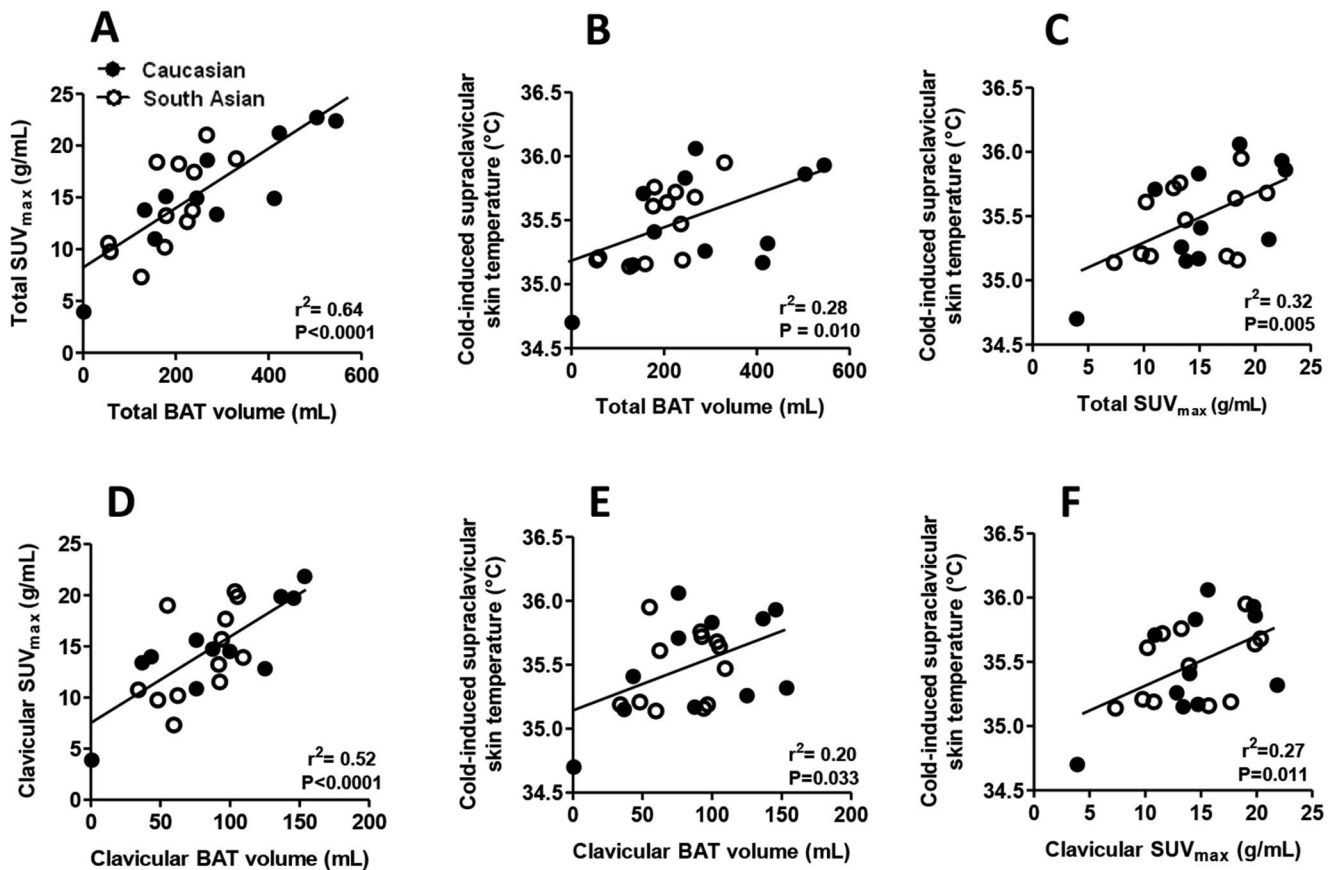 A
Caucasian
South Asian
Total SUVmax (g/mL)
25
20
15
10
5
0
r2= 0.64
P<0.0001
0 200 400 600
Total BAT volume (mL)
B
Cold-induced supraclavicular
skin temperature (°C)
36.5
36.0
35.5
35.0
34.5
r2= 0.28
P = 0.010
0 200 400 600
Total BAT volume (mL)
C
Cold-induced supraclavicular
skin temperature (°C)
36.5
36.0
35.5
35.0
34.5
r2= 0.32
P=0.005
0 5 10 15 20 25
Total SUVmax (g/mL)
D
Clavicular SUVmax (g/mL)
25
20
15
10
5
0
r2= 0.52
P<0.0001
0 50 100 150 200
Clavicular BAT volume (mL)
E
Cold-induced supraclavicular
skin temperature (°C)
36.5
36.0
35.5
35.0
34.5
r2= 0.20
P=0.033
0 50 100 150 200
Clavicular BAT volume (mL)
F
Cold-induced supraclavicular
skin temperature (°C)
36.5
36.0
35.5
35.0
34.5
r2=0.27
P=0.011
0 5 10 15 20 25
Clavicular SUVmax (g/mL)